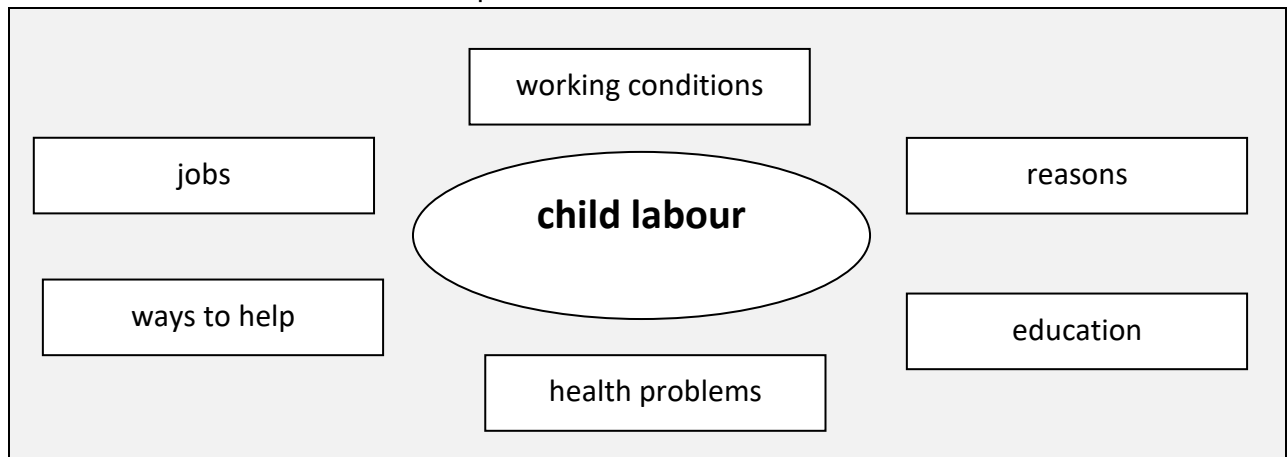 working conditions
jobs
reasons
child labour
ways to help
education
health problems